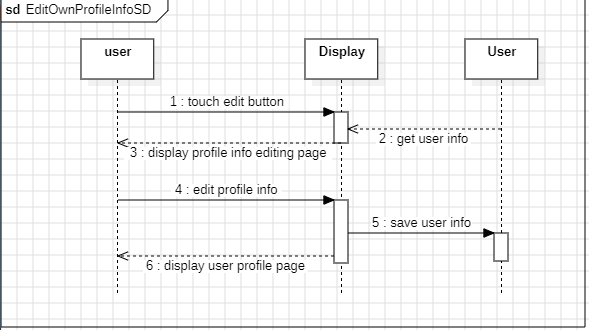 sd EditOwnProfileInfoSD
user
Display
User
1 : touch edit button
2 : get user info
3 : display profile info editing page
4 : edit profile info
5 : save user info
6 : display user profile page